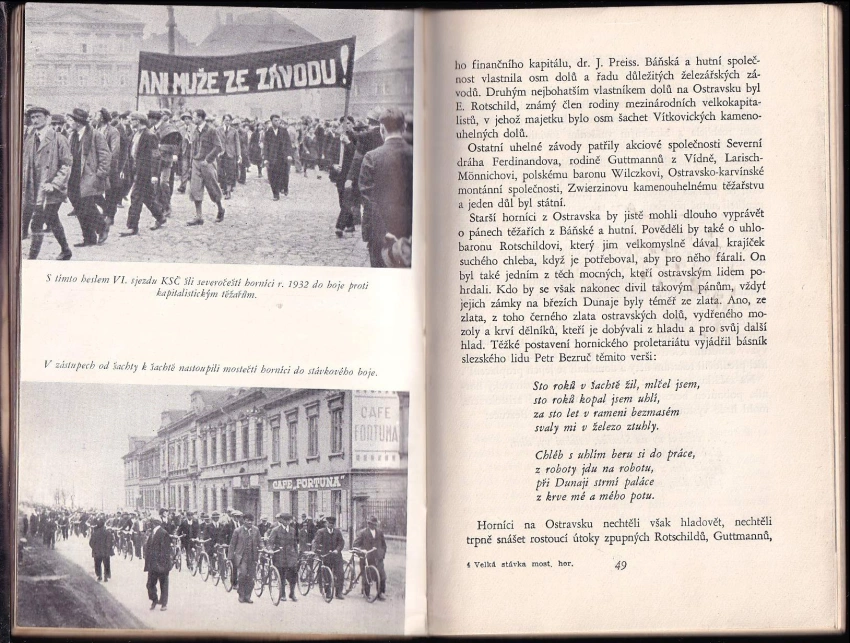 ANI MUŽE ZE ZÁVODU!
S tímto heslem VI. sjezdu KSČ šli severočeští horníci r. 1932 do boje proti
kapitalistickým těžařům.
V zástupech od šachty k šachtě nastoupili mostečtí horníci do stávkového boje.
CAFE
FORTUNA
CAFE „FORTUNA"
ho finančního kapitálu, dr. J. Preiss. Báňská a hutní společ-
nost vlastnila osm dolů a řadu důležitých železářských zá-
vodů. Druhým nejbohatším vlastníkem dolů na Ostravsku byl
E. Rotschild, známý člen rodiny mezinárodních velkokapita-
listů, v jehož majetku bylo osm šachet Vítkovických kameno-
uhelných dolů.
Ostatní uhelné závody patřily akciové společnosti Severní
dráha Ferdinandova, rodině Guttmannů z Vídně, Larisch-
Mönnichovi, polskému baronu Wilczkovi, Ostravsko-karvínské
montánní společnosti, Zwierzinovu kamenouhelnému těžařstvu
a jeden důl byl státní.
Starší horníci z Ostravska by jistě mohli dlouho vyprávět
o pánech těžařích z Báňské a hutní. Pověděli by také o uhlo-
baronu Rotschildovi, který jim velkomyslně dával krajíček
suchého chleba, když je potřeboval, aby pro něho fárali. On
byl také jedním z těch mocných, kteří ostravským lidem po-
hrdali. Kdo by se však nakonec divil takovým pánům, vždyť
jejich zámky na březích Dunaje byly téměř ze zlata. Ano, ze
zlata, z toho černého zlata ostravských dolů, vydřeného mo-
zoly a krví dělníků, kteří je dobývali z hladu a pro svůj další
hlad. Těžké postavení hornického proletariátu vyjádřil básník
slezského lidu Petr Bezruč těmito verši:
Sto roků v šachtě žil, mlčel jsem,
sto roků kopal jsem uhlí,
za sto let v rameni bezmasém
svaly mi v železo ztuhly.
Chléb s uhlím beru si do práce,
z roboty jdu na robotu,
při Dunaji strmí paláce
z krve mé a mého potu.
Horníci na Ostravsku nechtěli však hladovět, nechtěli
trpně snášet rostoucí útoky zpupných Rotschildů, Guttmannů,
4 Velká stávka most. hor.
49